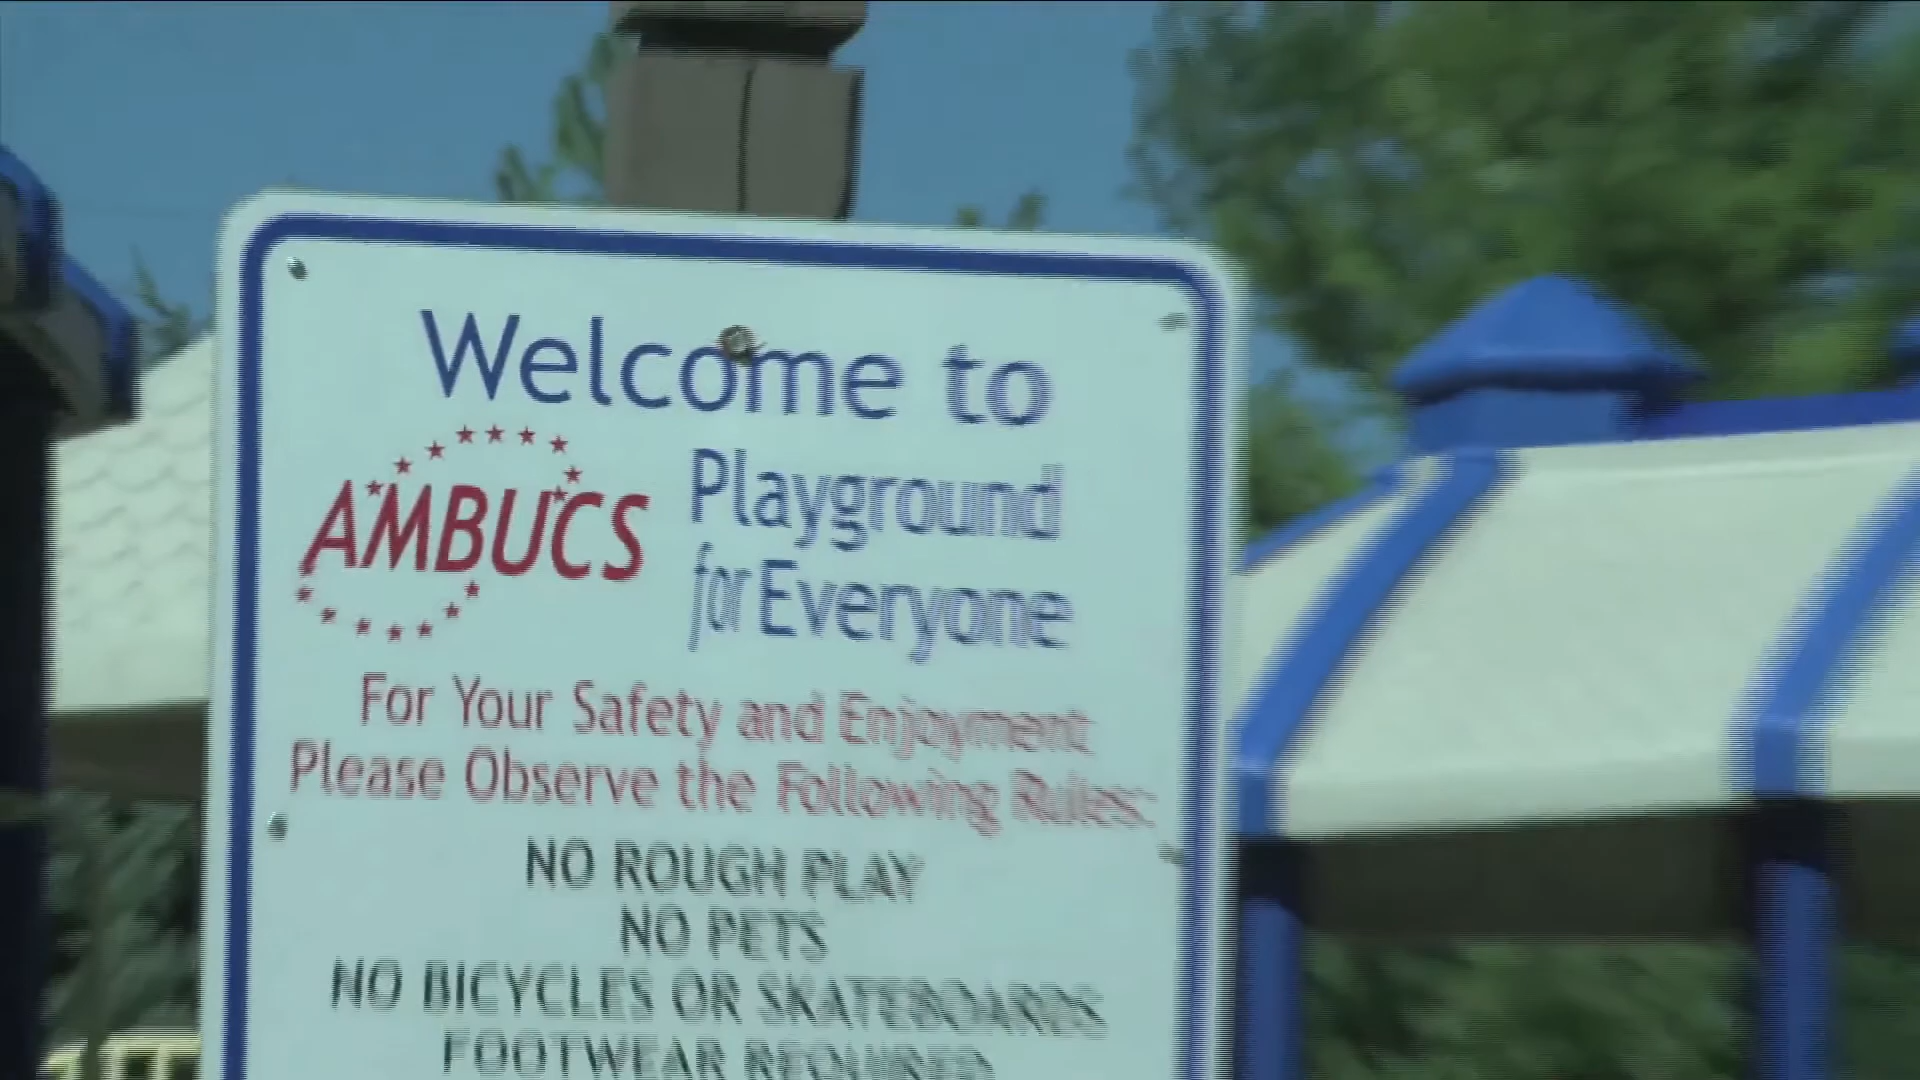 Welcome to
AMBUCS
Playground
for Everyone
For Your Safety and Enjoyment
Please Observe the Following Rules:
NO ROUGH PLAY
NO PETS
NO BICYCLES OR SKATEBOARDS
FOOTWEAR REQUIRED